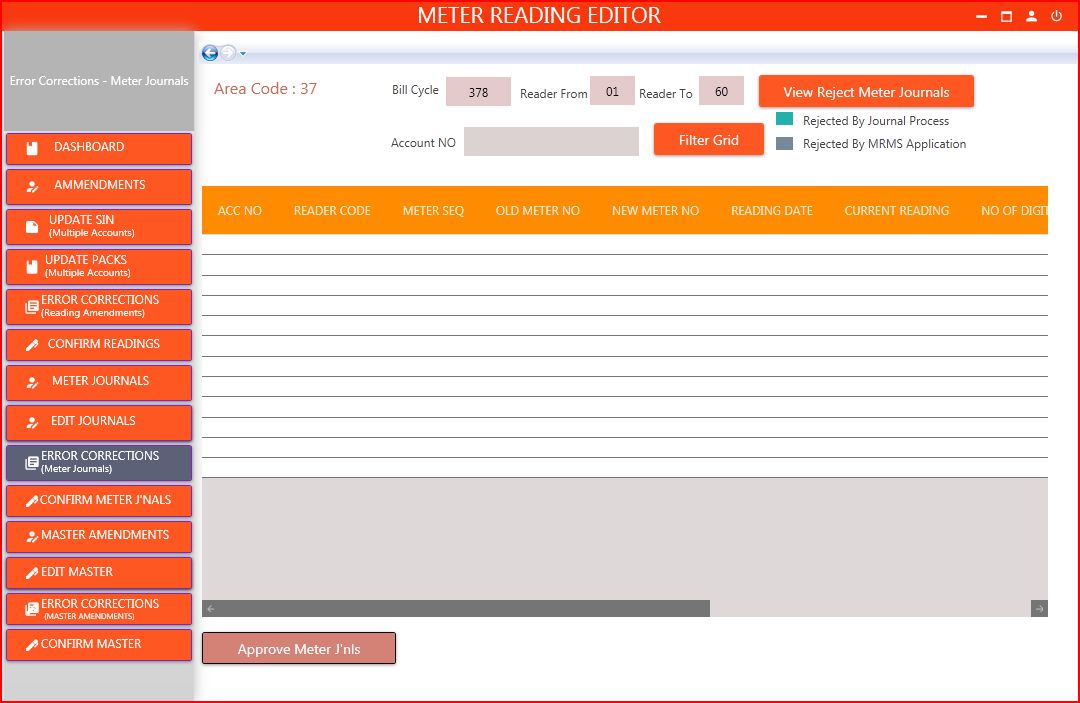 METER READING EDITOR
Error Corrections - Meter Journals
DASHBOARD
AMMENDMENTS
UPDATE SIN
(Multiple Accounts)
UPDATE PACKS
(Multiple Accounts)
ERROR CORRECTIONS
(Reading Amendments)
CONFIRM READINGS
METER JOURNALS
EDIT JOURNALS
ERROR CORRECTIONS
(Meter Journals)
CONFIRM METER J'NALS
MASTER AMENDMENTS
EDIT MASTER
ERROR CORRECTIONS
(MASTER AMENDMENTS)
CONFIRM MASTER
Area Code : 37
Bill Cycle 378 Reader From 01 Reader To 60 View Reject Meter Journals
Rejected By Journal Process
Account NO Filter Grid
Rejected By MRMS Application
ACC NO READER CODE METER SEQ OLD METER NO NEW METER NO READING DATE CURRENT READING NO OF DIGIT
Approve Meter J'nls